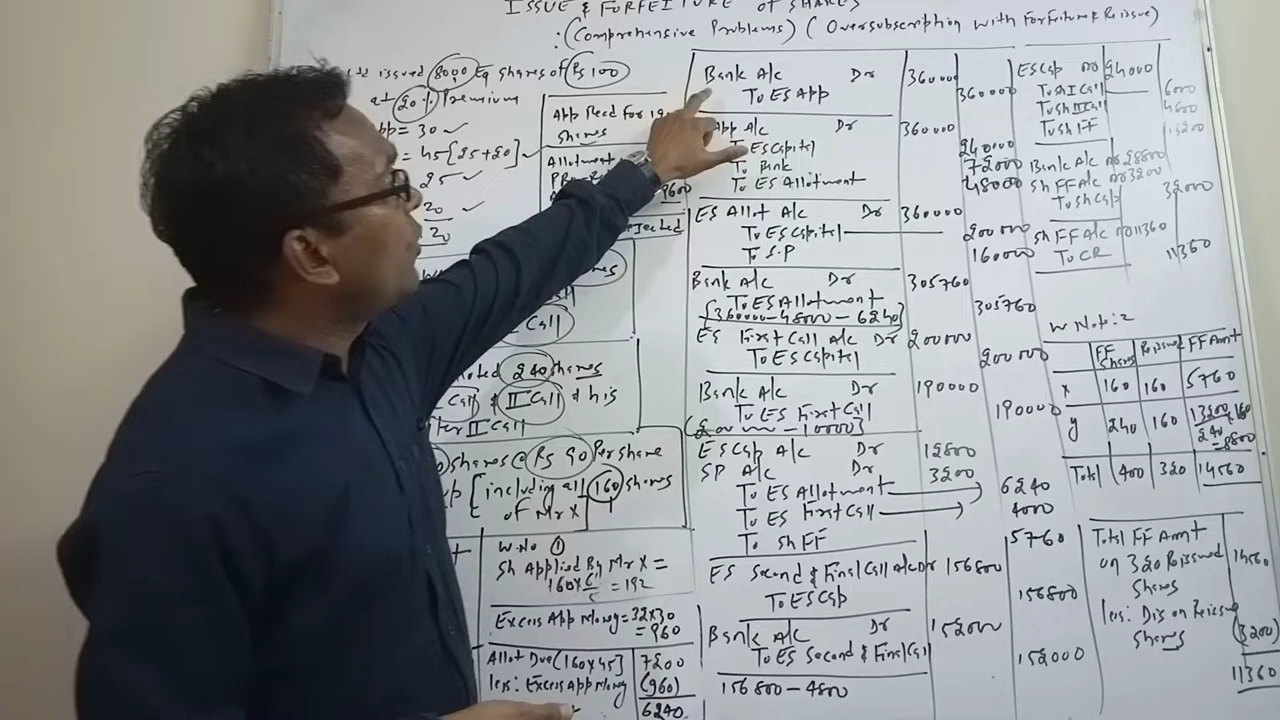 ISSUE & FORFEITURE OF SHARES
:(Comprehensive Problems) (Oversubscription with Forfeiture & Reissue)
issued 8000 Eq shares of Rs 100
at 20% Premium
= 30 ✓
= 45 [25+20] ✓
25 ✓
20 ✓
20
App Recd For
shares
Allotment
9600
240 shares
Call & II Call & his
II Call
shares @ Rs 90 Per share
[including all 160 shares
of Mr X]
W.No ①
Sh Applied By Mr X =
160 × 6/5 = 192
Excess App Money = 32×30
= 960
Allot Due (160×45) 7200
less: Excess App Money (960)
6240
Bank A/c Dr 360000
To ES App 360000
App A/c Dr 360000
To ES Capital 240000
To Bank 72000
To ES Allotment 48000
ES Allot A/c Dr 360000
To ES Capital 200000
To S.P 160000
Bank A/c Dr 305760
To ES Allotment 305760
[360000 - 48000 - 6240]
ES First Call A/c Dr 200000
To ES Capital 200000
Bank A/c Dr 190000
To ES First Call 190000
ES Cap A/c Dr 12800
SP A/c Dr 3200
To ES Allotment 6240
To ES First Call 4000
To Sh FF 5760
ES Second & Final Call A/c Dr 156800
To ES Cap 156800
Bank A/c Dr 152000
To ES Second & Final Call 152000
156800 - 4800
ES Cap 24000
To Sh I Call 6000
To Sh II Call 4800
To Sh FF 13200
Bank A/c 28800
Sh FF A/c 3200
To Sh Cap 32000
Sh FF A/c 11360
To CR 11360
W Note: 2
FF Shares Reissued FF Amt
X 160 160 5760
y 240 160 13200 × 160
240
= 8800
Total 400 320 14560
Total FF Amt
on 320 Reissued
Shares 14560
less: Dis on Reissue
Shares (3200)
11360